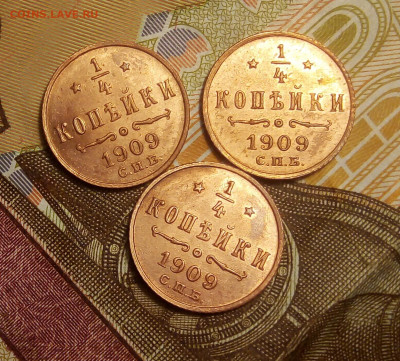 COINS.LAVE.RU
1/4
КОПѢЙКИ
1909
С.П.Б.
1/4
КОПѢЙКИ
1909
С.П.Б.
1/4
КОПѢЙКИ
1909
С.П.Б.